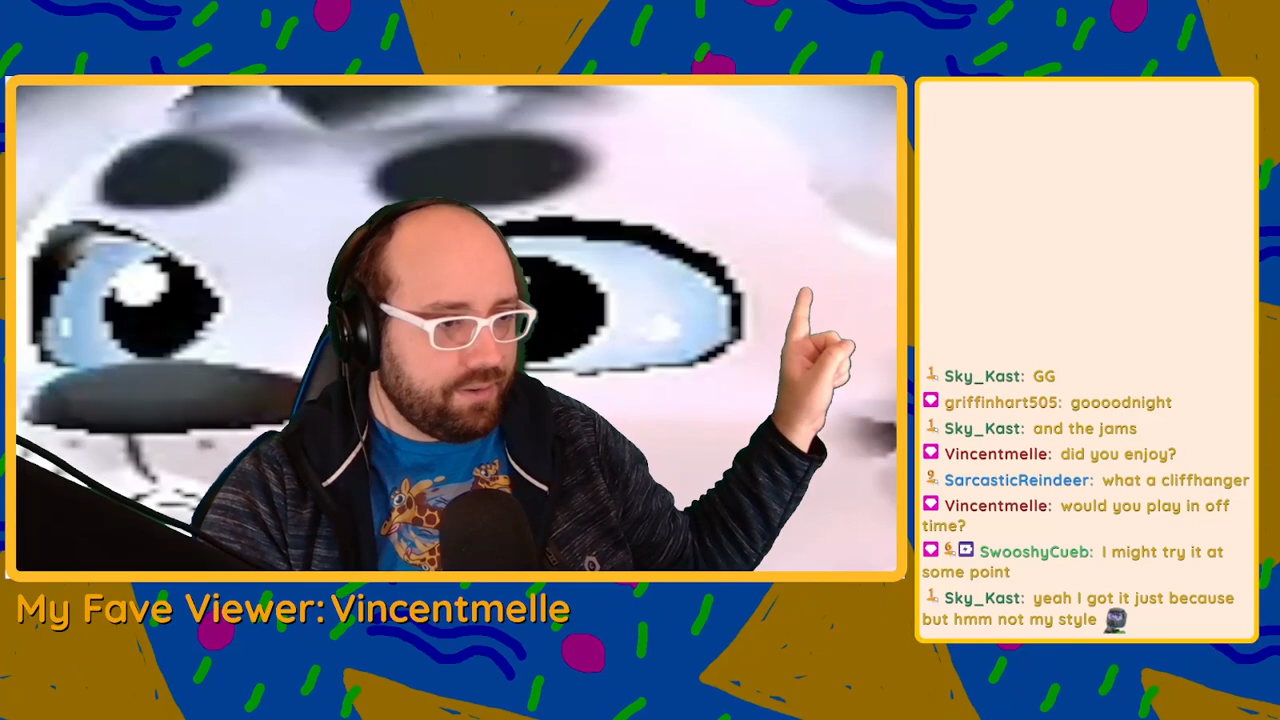 Sky_Kast: GG
griffinhart505: goooodnight
Sky_Kast: and the jams
Vincentmelle: did you enjoy?
SarcasticReindeer: what a cliffhanger
Vincentmelle: would you play in off
time?
SwooshyCueb: I might try it at
some point
Sky_Kast: yeah I got it just because
but hmm not my style
My Fave Viewer: Vincentmelle